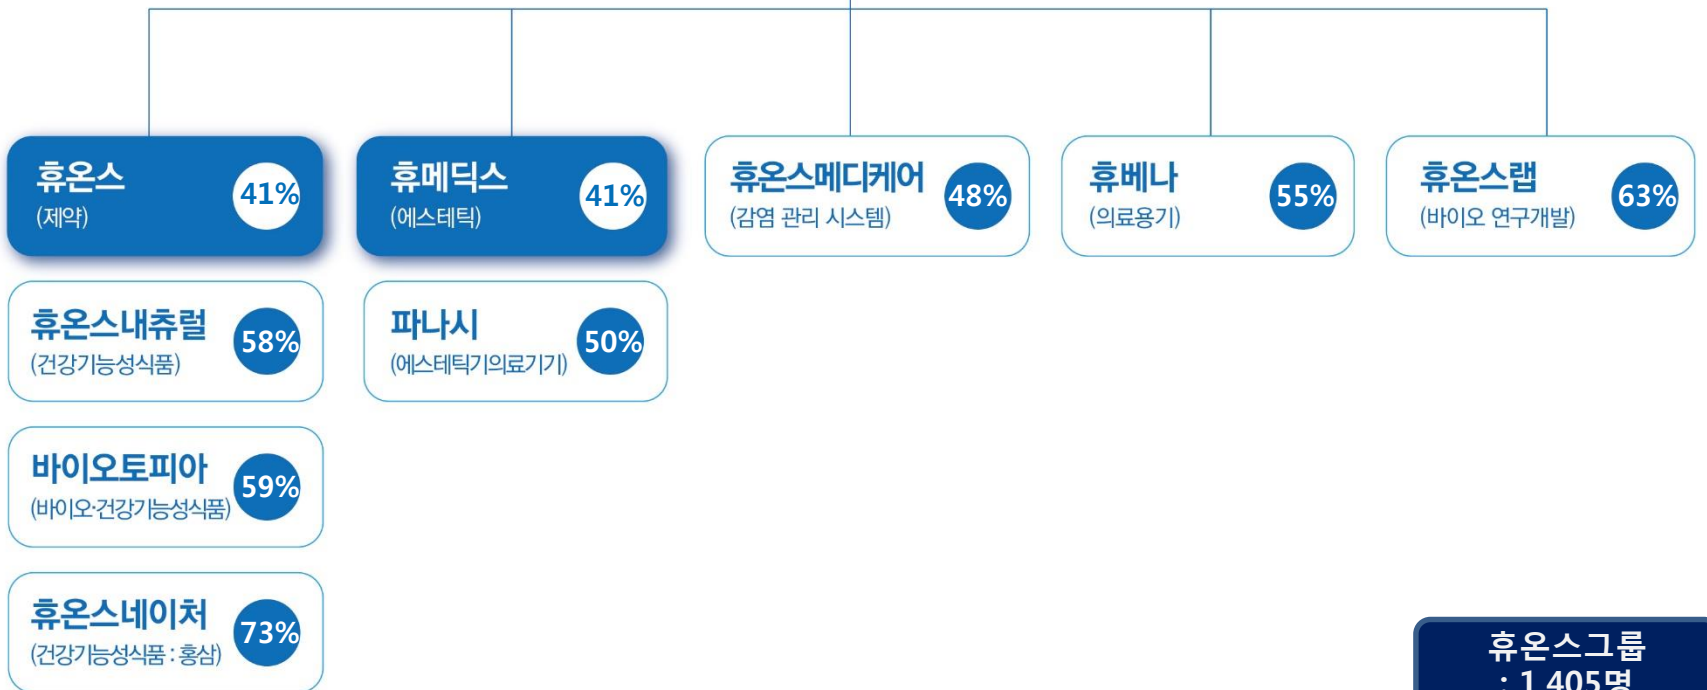 휴온스
(제약)
41%
휴메딕스
(에스테틱)
41%
휴온스메디케어
(감염 관리 시스템)
48%
휴베나
(의료용기)
55%
휴온스랩
(바이오 연구개발)
63%
휴온스내츄럴
(건강기능성식품)
58%
파나시
(에스테틱기의료기기)
50%
바이오토피아
(바이오·건강기능성식품)
59%
휴온스네이처
(건강기능성식품 : 홍삼)
73%
휴온스그룹
: 1,405명